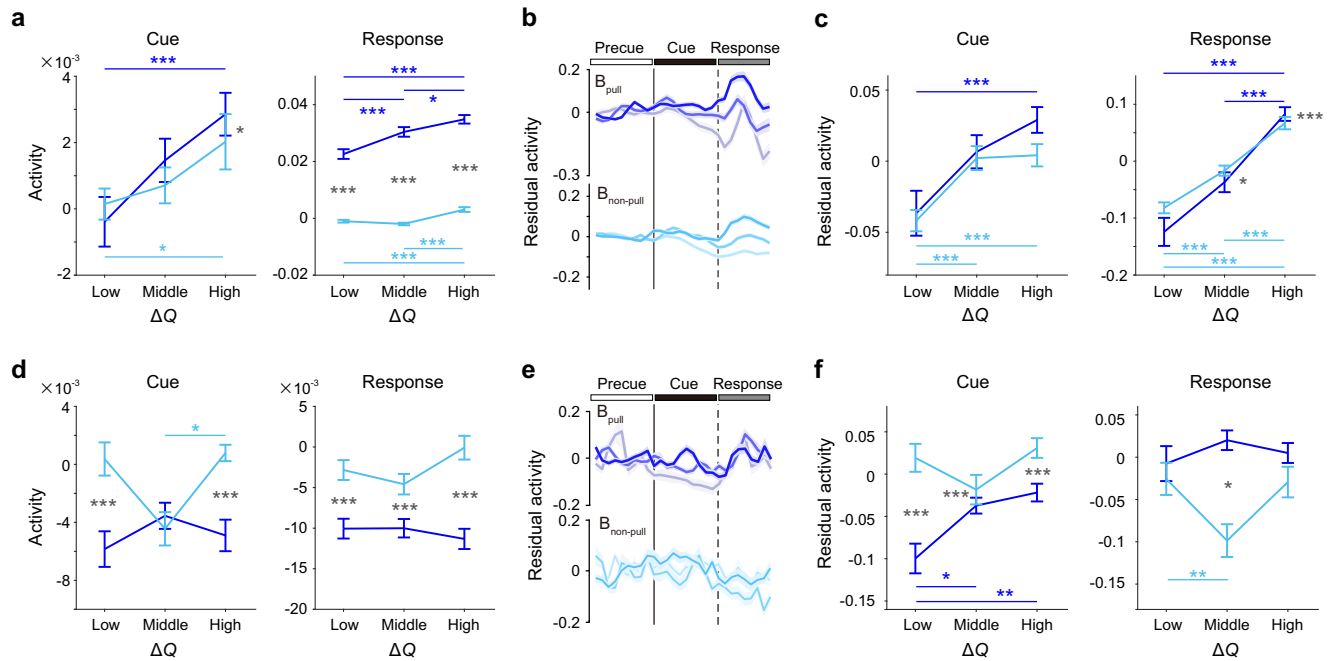 a
Cue
Response
×10⁻³
Activity
4
2
0
-2
***
*
*
Low
Middle
High
ΔQ
0.04
0.02
0
-0.02
***
***
*
***
***
***
***
***
Low
Middle
High
ΔQ
b
Precue
Cue
Response
Residual activity
0.2
0
-0.3
Bpull
0.2
0
-0.2
Bnon-pull
c
Cue
Response
Residual activity
0.05
0
-0.05
***
***
***
Low
Middle
High
ΔQ
0.1
0
-0.1
-0.2
***
***
***
*
***
***
***
Low
Middle
High
ΔQ
d
Cue
Response
×10⁻³
Activity
4
0
-4
-8
*
***
***
Low
Middle
High
ΔQ
×10⁻³
5
0
-5
-10
-15
-20
***
***
***
Low
Middle
High
ΔQ
e
Precue
Cue
Response
Residual activity
0.2
0
-0.2
Bpull
0.2
0
-0.2
Bnon-pull
f
Cue
Response
Residual activity
0.05
0
-0.05
-0.1
-0.15
***
***
***
*
**
Low
Middle
High
ΔQ
0.05
0
-0.05
-0.1
-0.15
*
**
Low
Middle
High
ΔQ